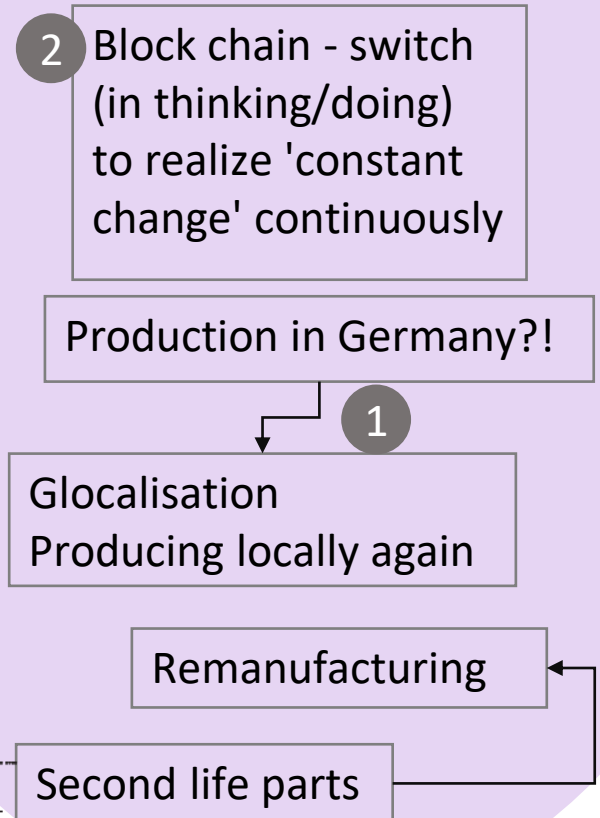 2
Block chain - switch
(in thinking/doing)
to realize 'constant
change' continuously
Production in Germany?!
1
Glocalisation
Producing locally again
Remanufacturing
Second life parts